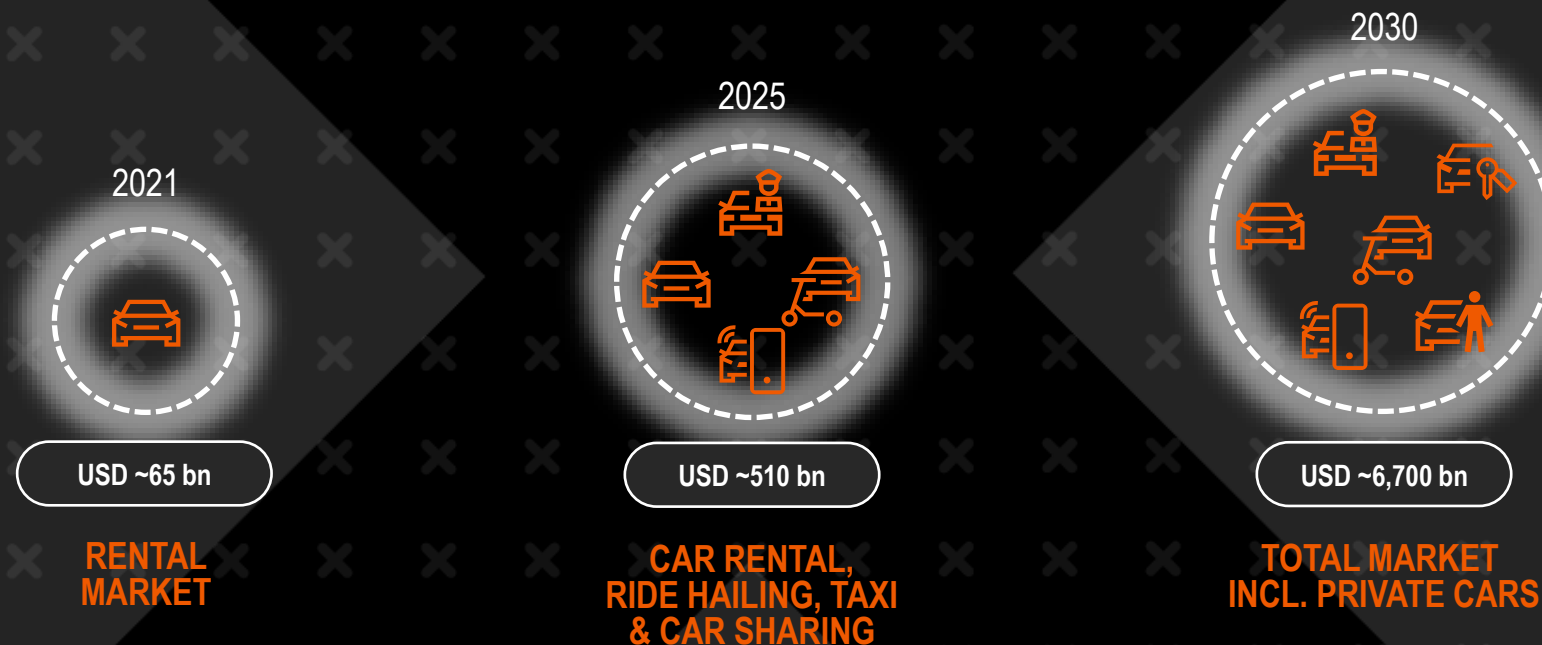 2021
USD ~65 bn
RENTAL
MARKET
2025
USD ~510 bn
CAR RENTAL,
RIDE HAILING, TAXI
& CAR SHARING
2030
USD ~6,700 bn
TOTAL MARKET
INCL. PRIVATE CARS